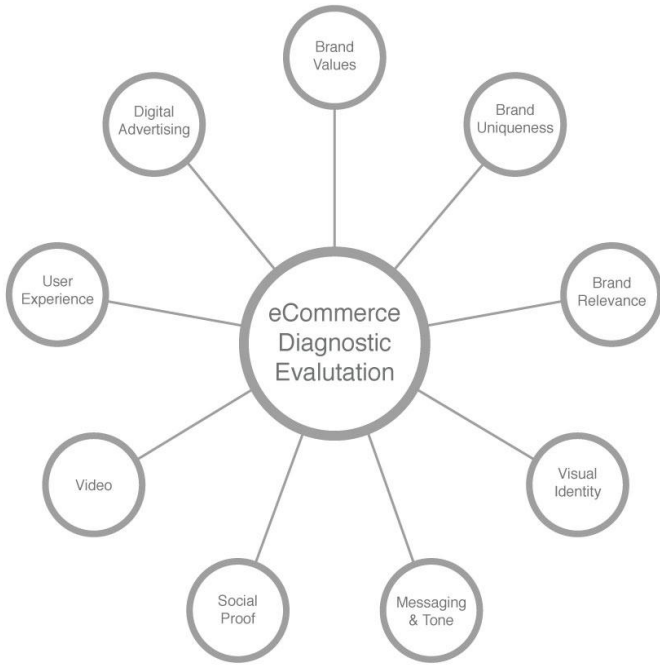 Brand
Values
Digital
Advertising
Brand
Uniqueness
User
Experience
eCommerce
Diagnostic
Evalutation
Brand
Relevance
Video
Visual
Identity
Social
Proof
Messaging
& Tone